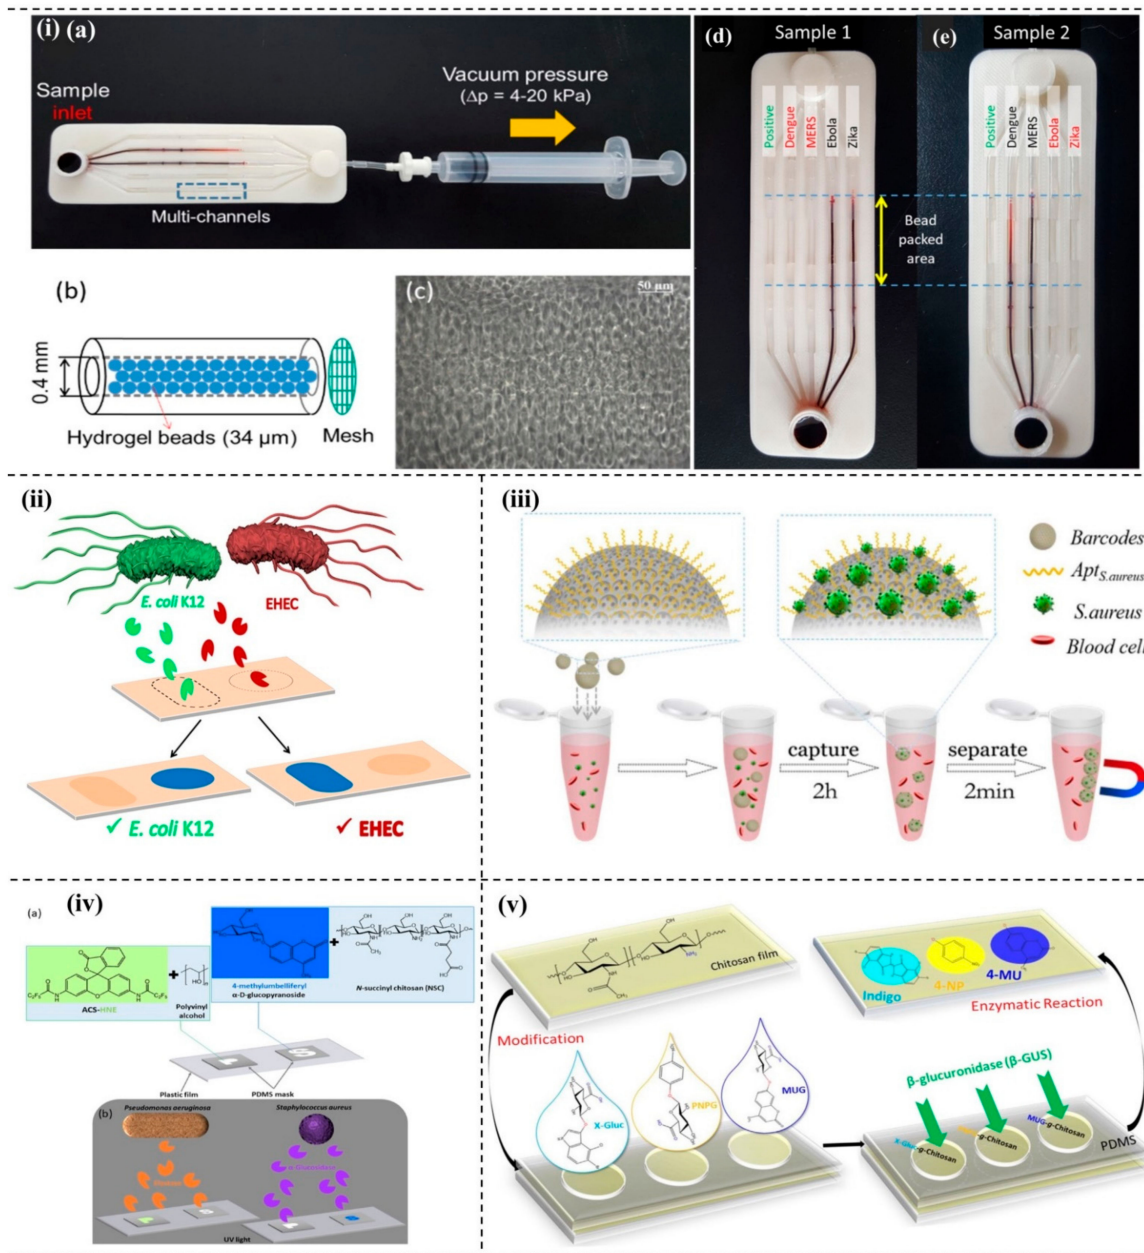 (i) (a)
Sample
inlet
Vacuum pressure
(Δp = 4-20 kPa)
Multi-channels
(b)
0.4 mm
Hydrogel beads (34 μm)
Mesh
(c)
50 μm
(d)
Sample 1
Positive
Dengue
MERS
Ebola
Zika
Bead
packed
area
(e)
Sample 2
Positive
Dengue
MERS
Ebola
Zika
(ii)
E. coli K12
EHEC
✓ E. coli K12
✓ EHEC
(iii)
Barcodes
AptS.aureus
S.aureus
Blood cell
capture
2h
separate
2min
(iv)
(a)
ACS-HNE
Polyvinyl
alcohol
4-methylumbelliferyl
α-D-glucopyranoside
N-succinyl chitosan (NSC)
Plastic film
PDMS mask
(b)
Pseudomonas aeruginosa
Staphylococcus aureus
α-Glucosidase
UV light
(v)
Chitosan film
Modification
X-Gluc
PNPG
MUG
Indigo
4-NP
4-MU
Enzymatic Reaction
β-glucuronidase (β-GUS)
X-Gluc-g-Chitosan
-g-Chitosan
MUG-g-Chitosan
PDMS